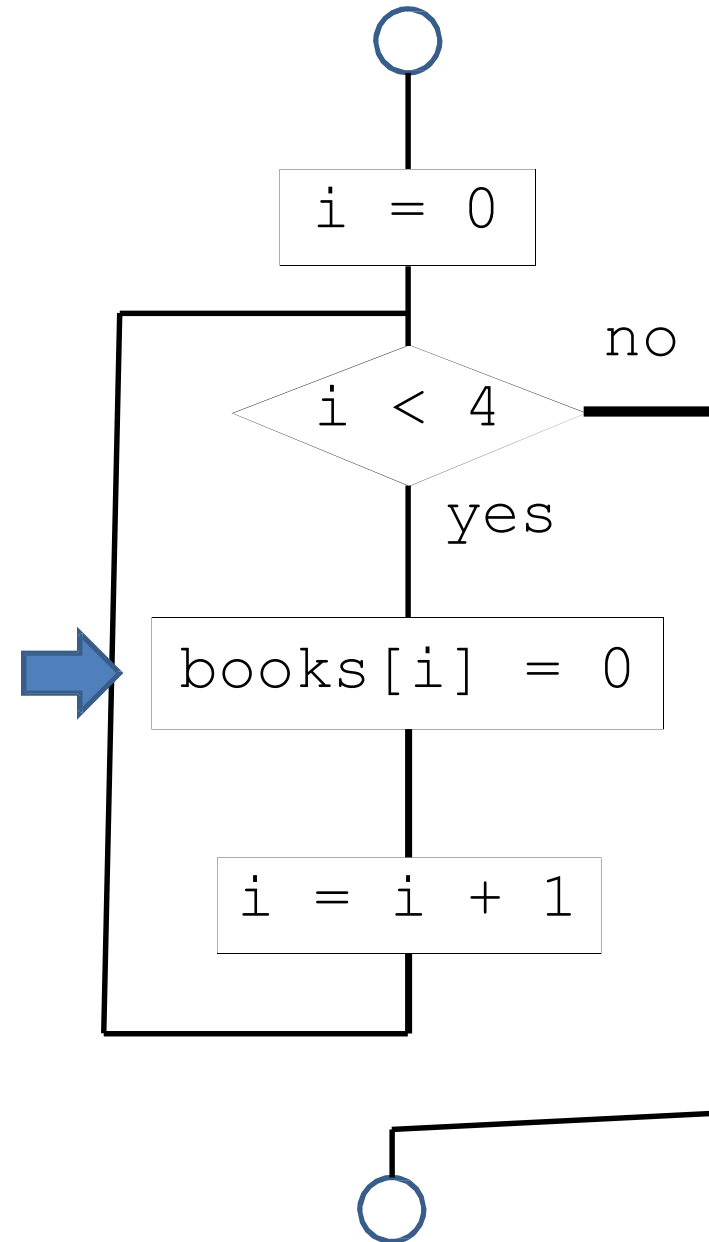 i = 0
no
i < 4
yes
books[i] = 0
i = i + 1